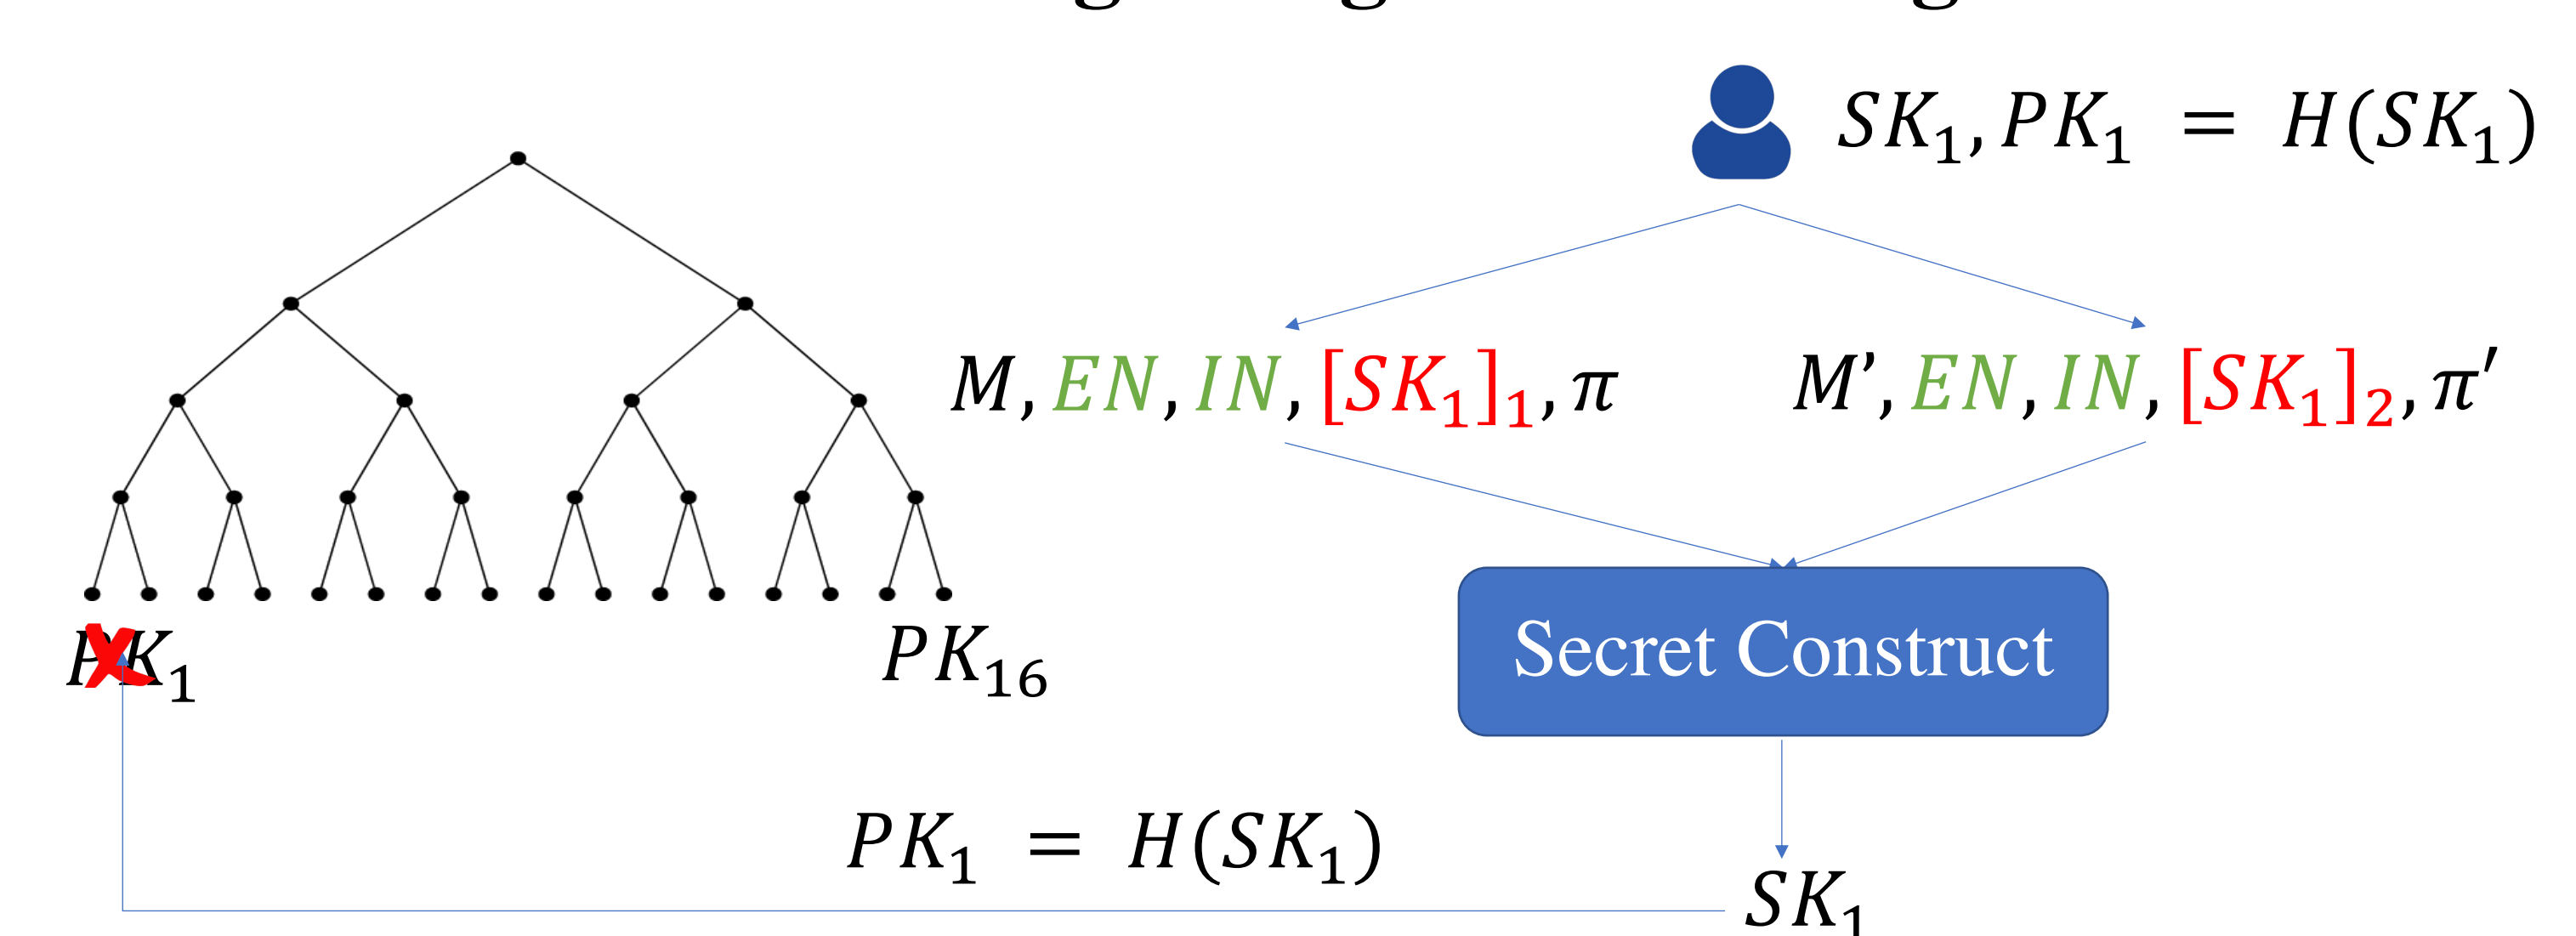 SK₁, PK₁ = H(SK₁)
M, EN, IN, [SK₁]₁, π
M’, EN, IN, [SK₁]₂, π′
PK₁
PK₁₆
Secret Construct
PK₁ = H(SK₁)
SK₁